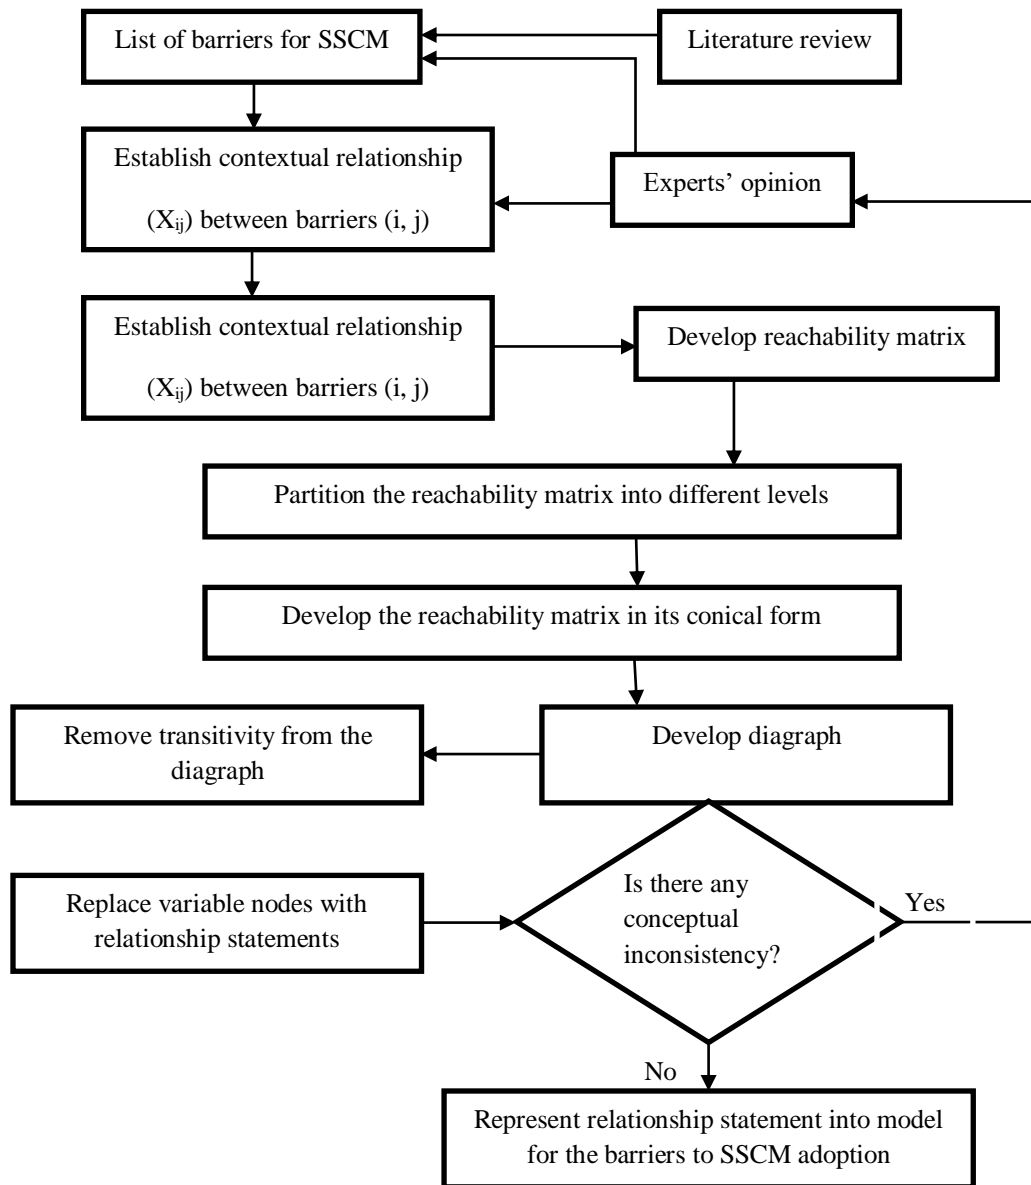 List of barriers for SSCM
Literature review
Establish contextual relationship
(Xij) between barriers (i, j)
Experts’ opinion
Establish contextual relationship
(Xij) between barriers (i, j)
Develop reachability matrix
Partition the reachability matrix into different levels
Develop the reachability matrix in its conical form
Remove transitivity from the
diagraph
Develop diagraph
Replace variable nodes with
relationship statements
Is there any
conceptual
inconsistency?
Yes
No
Represent relationship statement into model
for the barriers to SSCM adoption